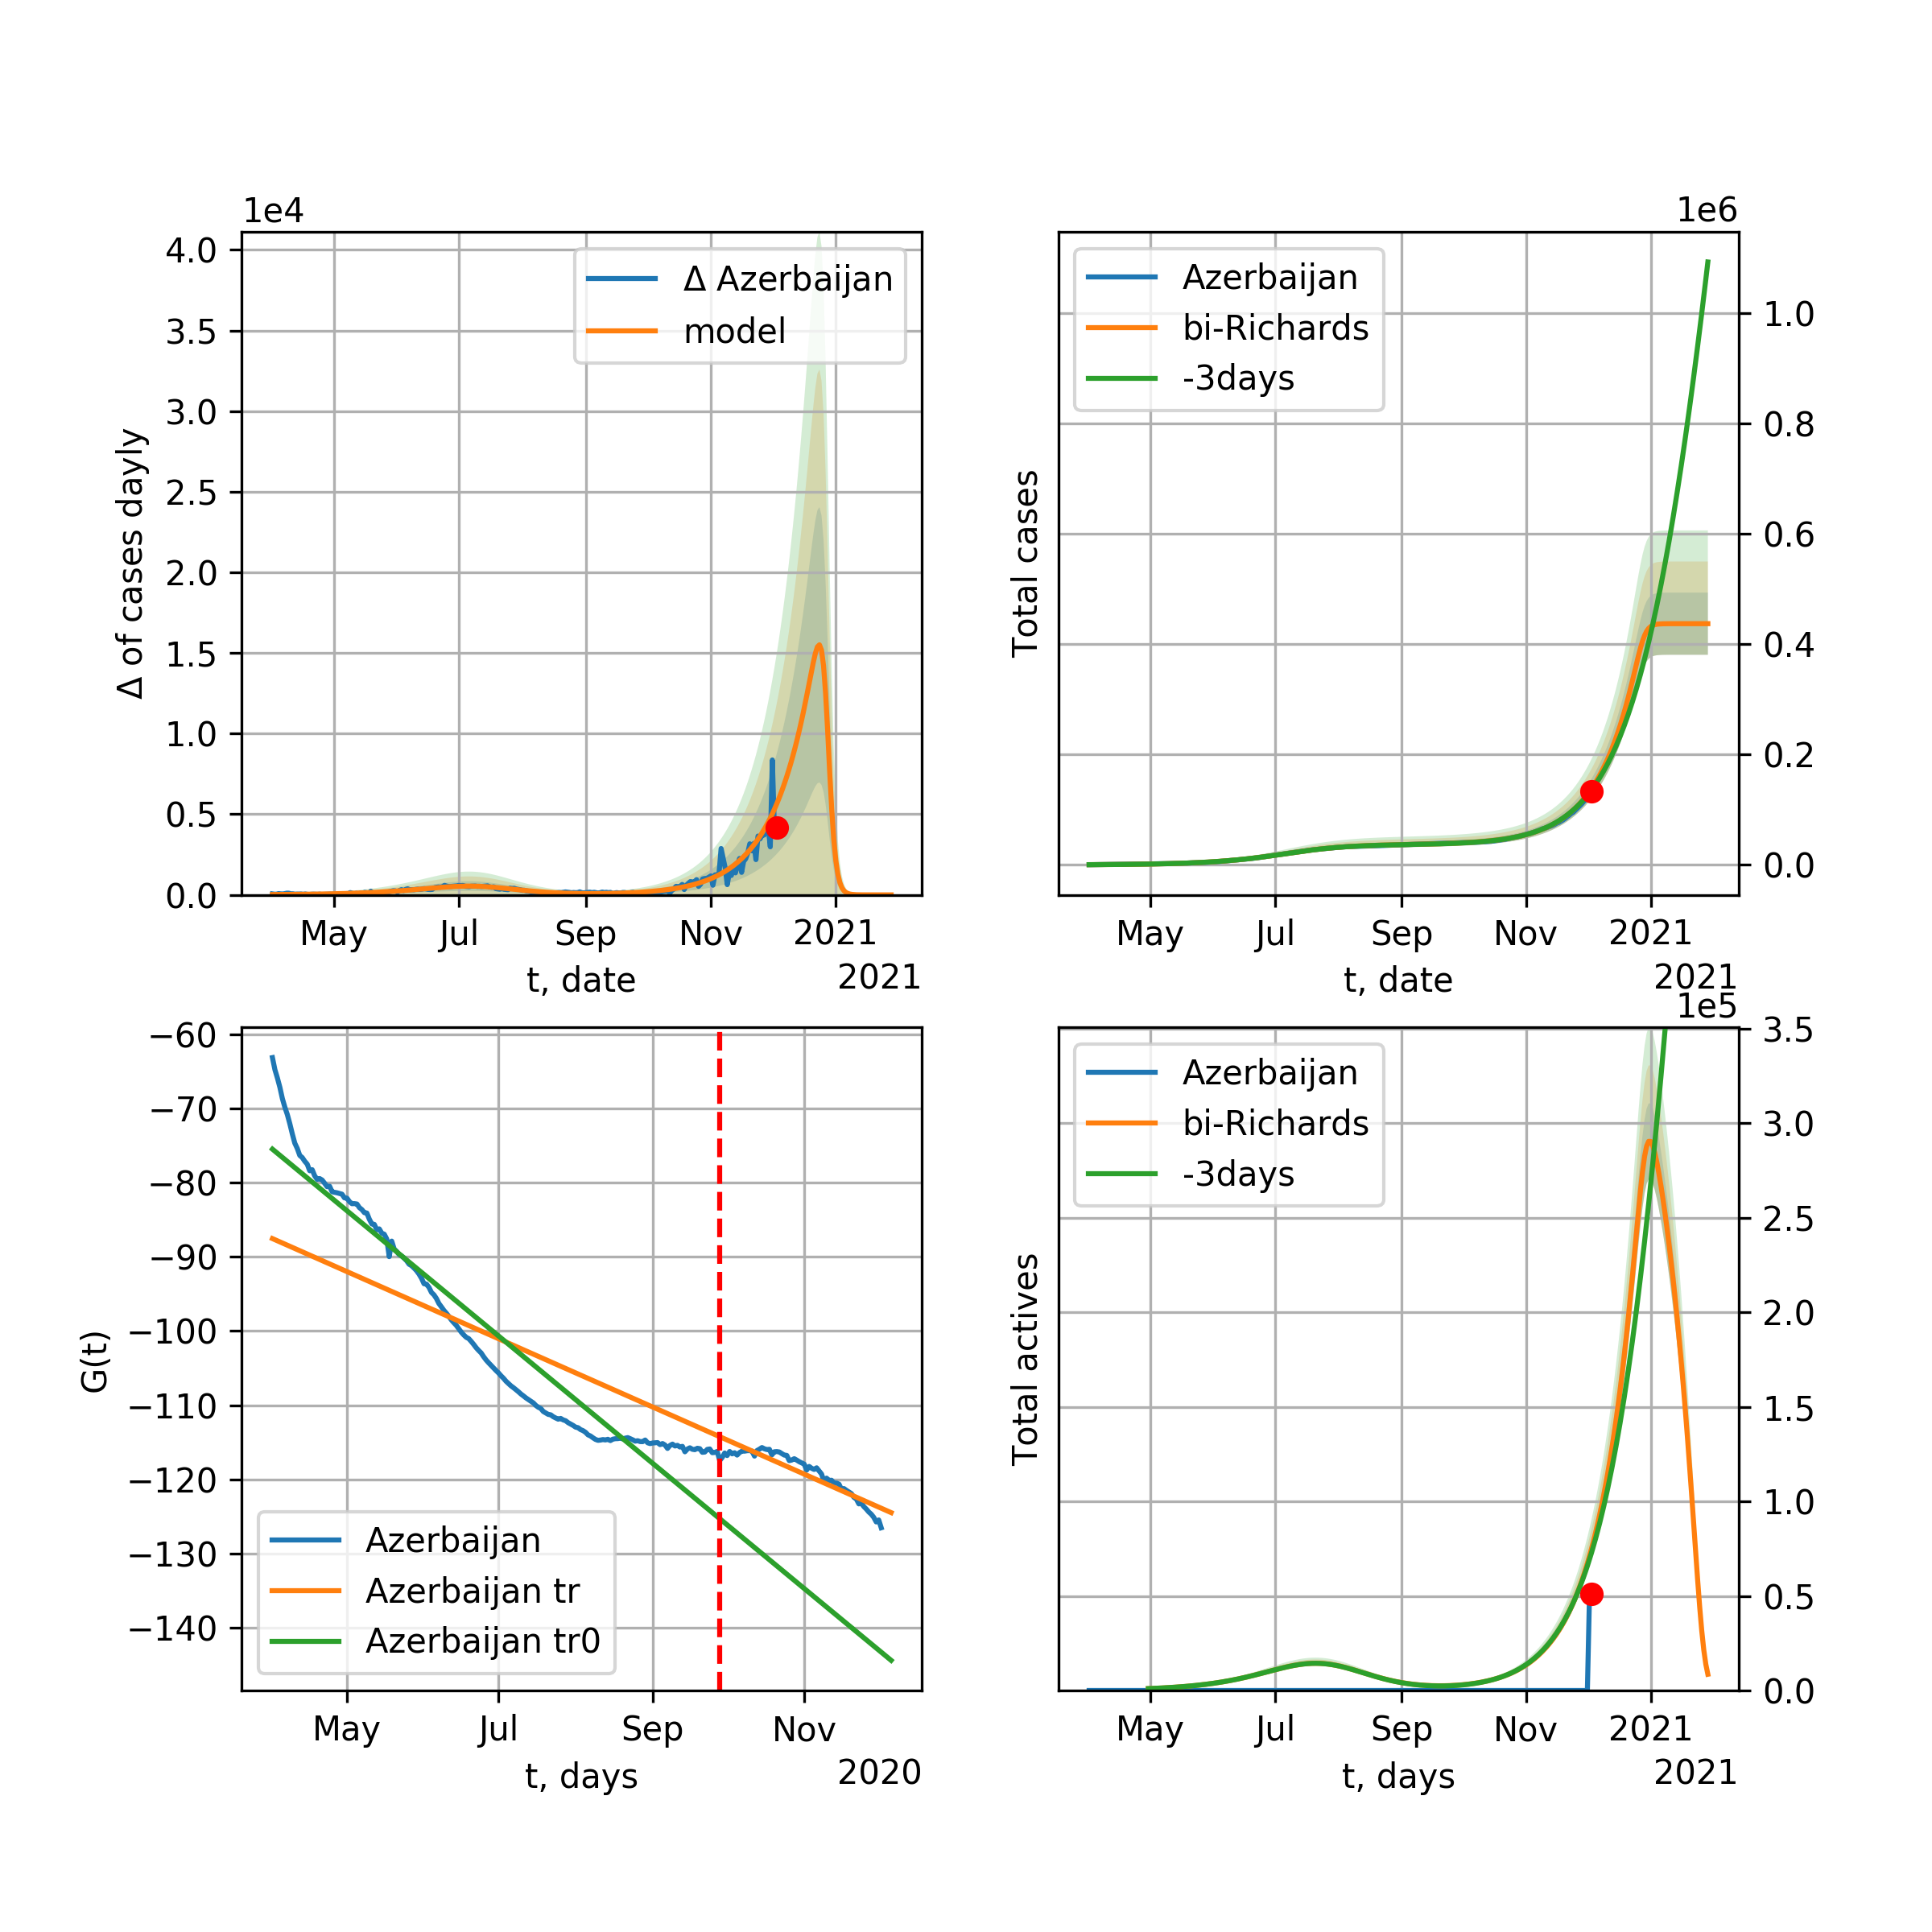 1e4
4.0
3.5
3.0
2.5
2.0
1.5
1.0
0.5
0.0
Δ of cases dayly
Δ Azerbaijan
model
May Jul Sep Nov 2021
t, date
2021
1e6
Azerbaijan
bi-Richards
-3days
Total cases
1.0
0.8
0.6
0.4
0.2
0.0
May Jul Sep Nov 2021
t, date
2021
−60
−70
−80
−90
−100
−110
−120
−130
−140
G(t)
Azerbaijan
Azerbaijan tr
Azerbaijan tr0
May Jul Sep Nov
t, days
2020
1e5
Azerbaijan
bi-Richards
-3days
Total actives
3.5
3.0
2.5
2.0
1.5
1.0
0.5
0.0
May Jul Sep Nov 2021
t, days
2021